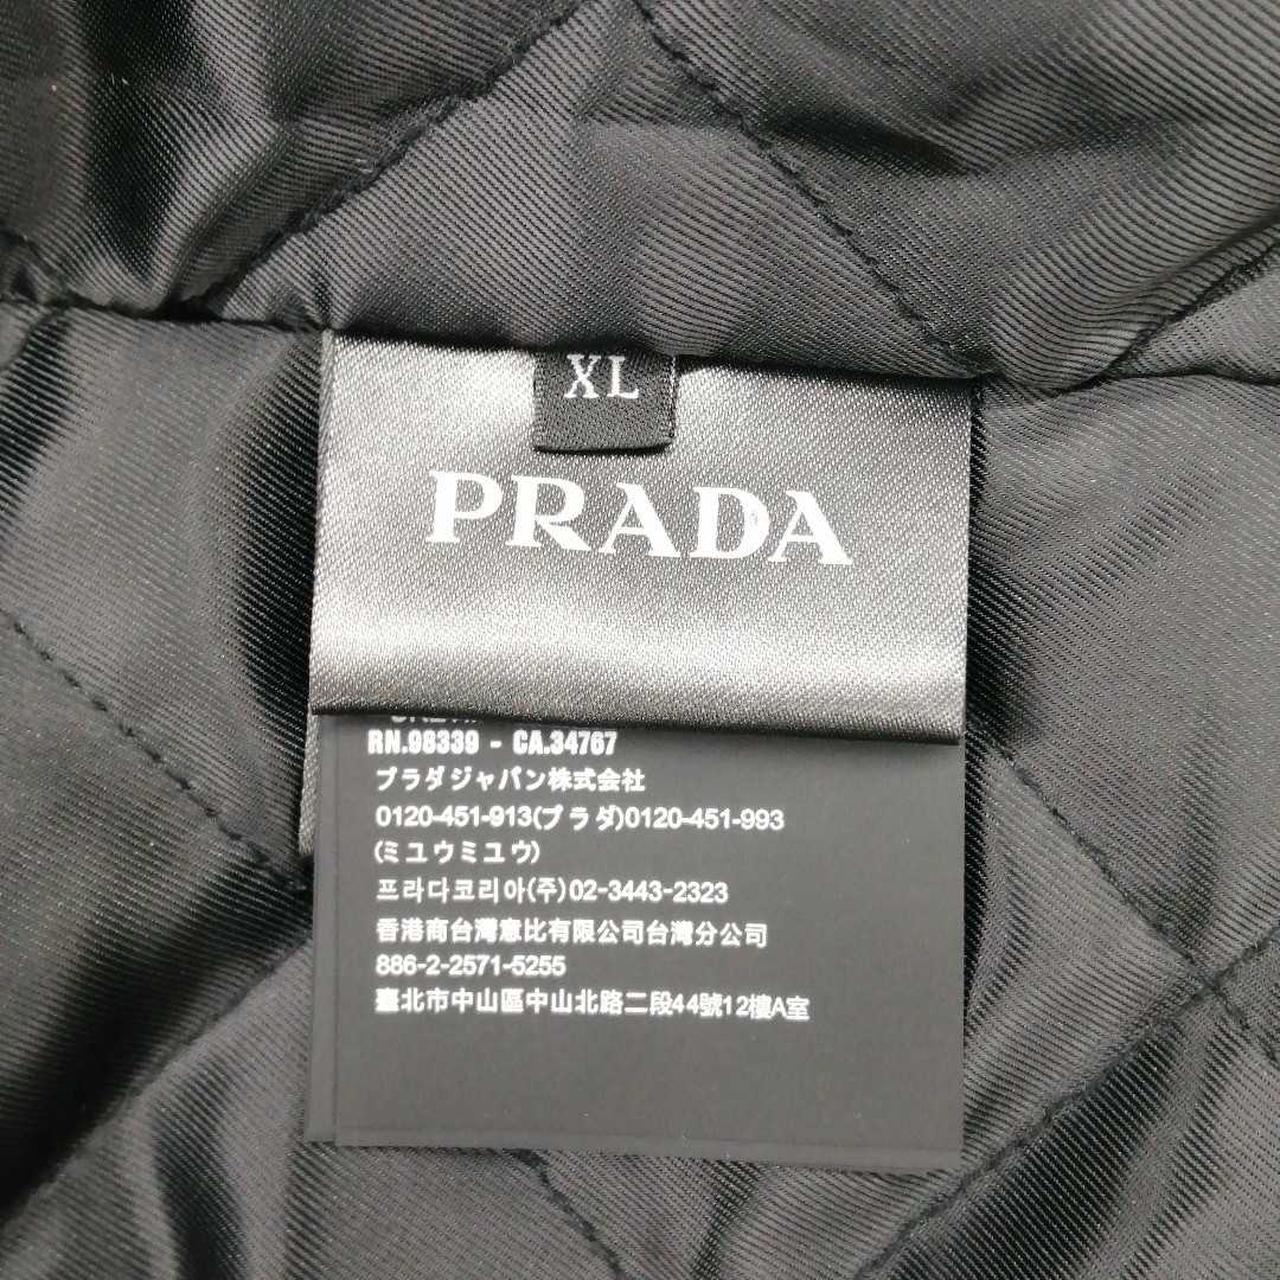 XL
PRADA
RN.98339 - CA.34767
プラダジャパン株式会社
0120-451-913(プラダ)0120-451-993
(ミユウミユウ)
프라다코리아(주)02-3443-2323
香港商台灣意比有限公司台灣分公司
886-2-2571-5255
臺北市中山區中山北路二段44號12樓A室